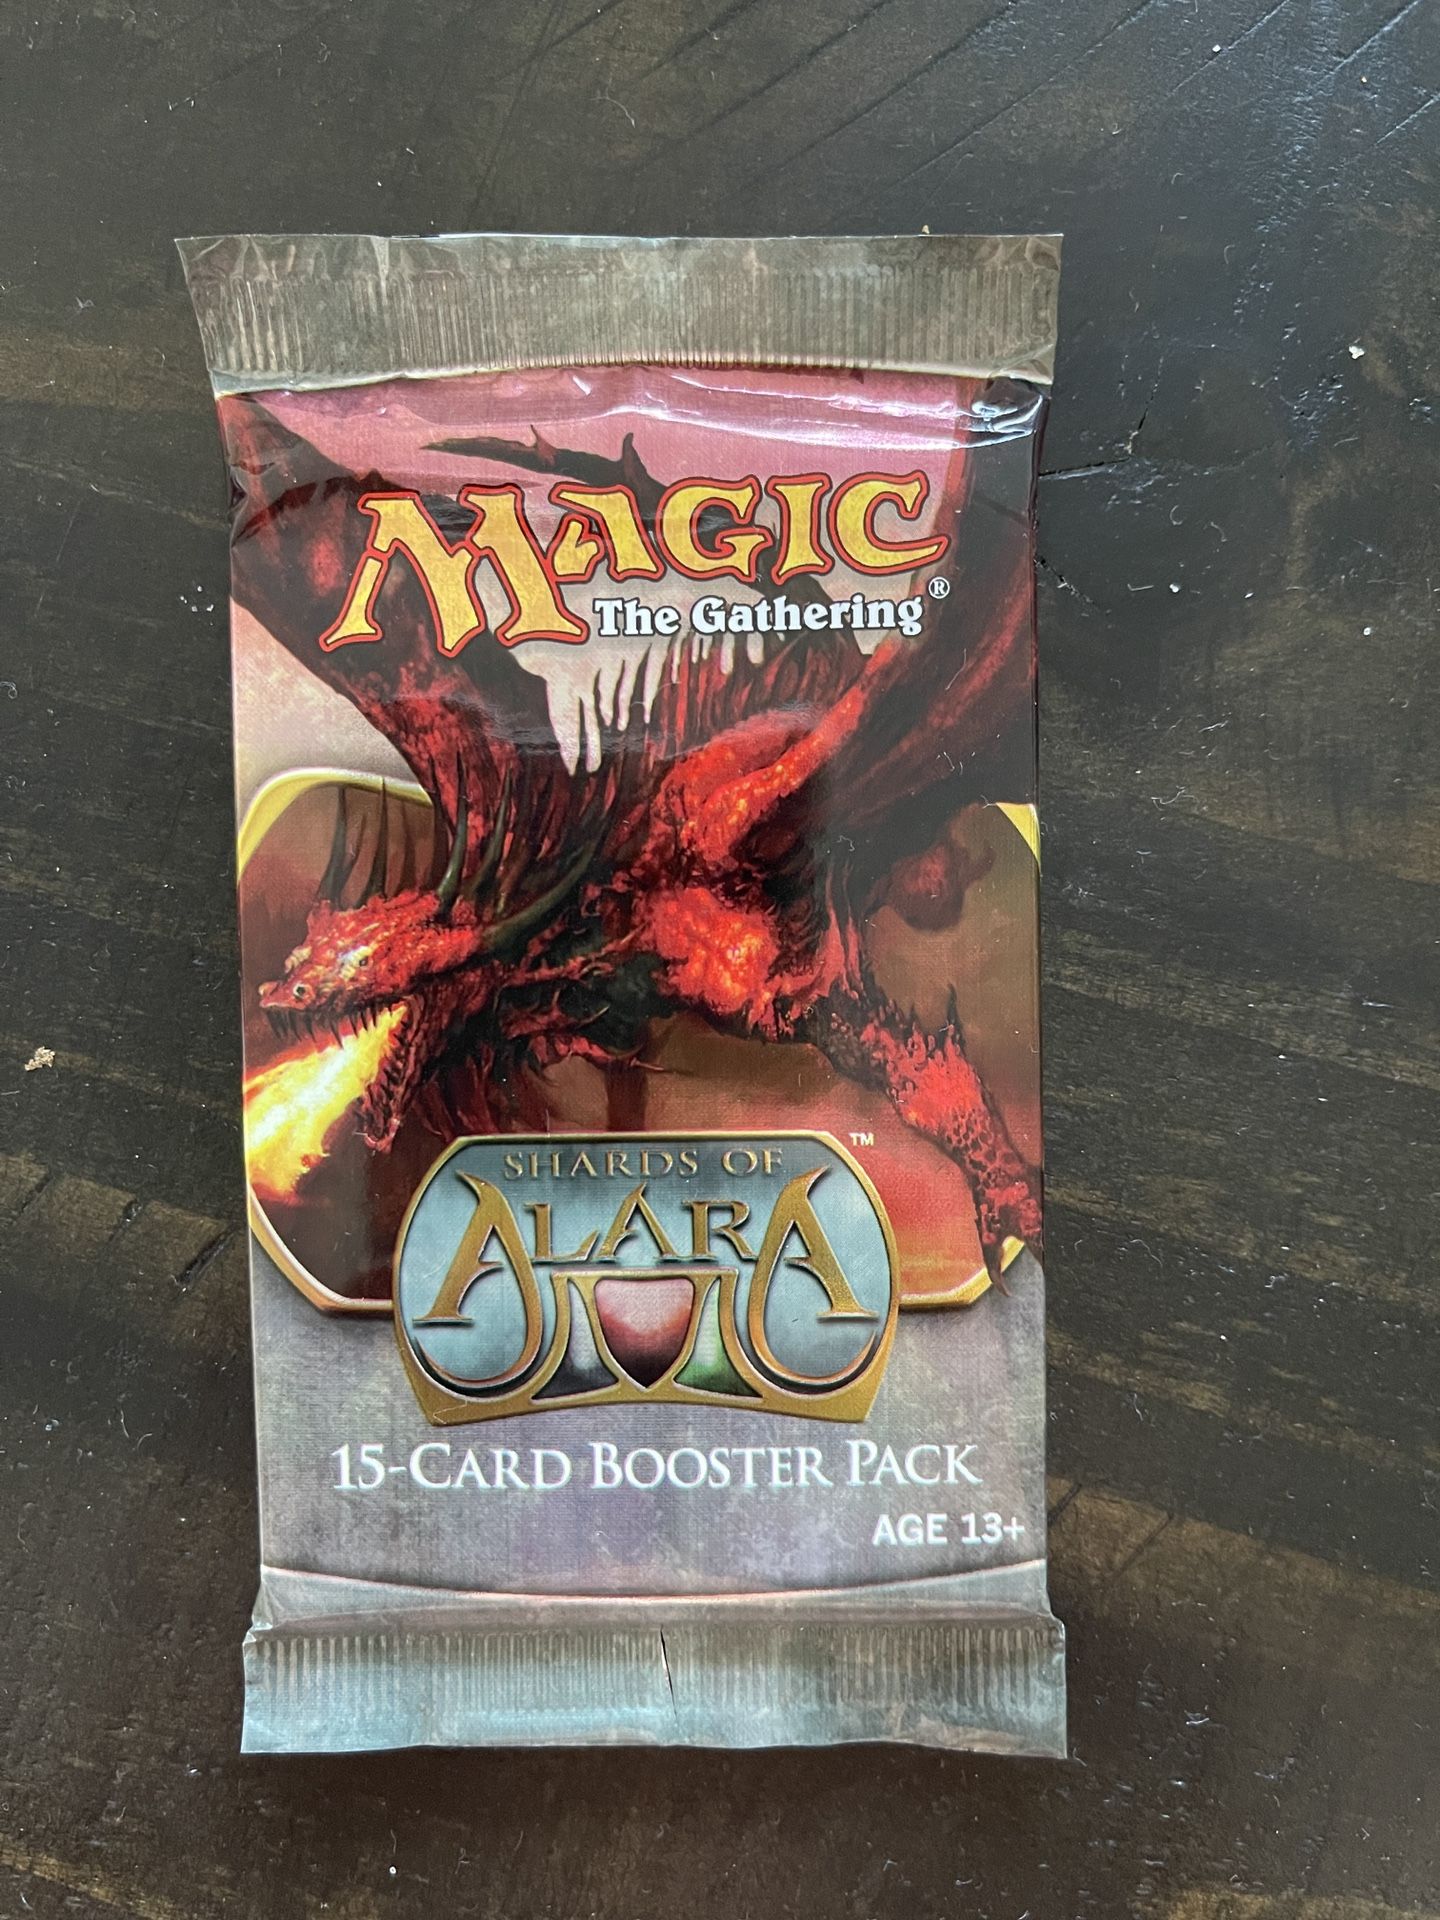 MAGIC
The Gathering®
SHARDS OF ™
ALARA
15-CARD BOOSTER PACK
AGE 13+